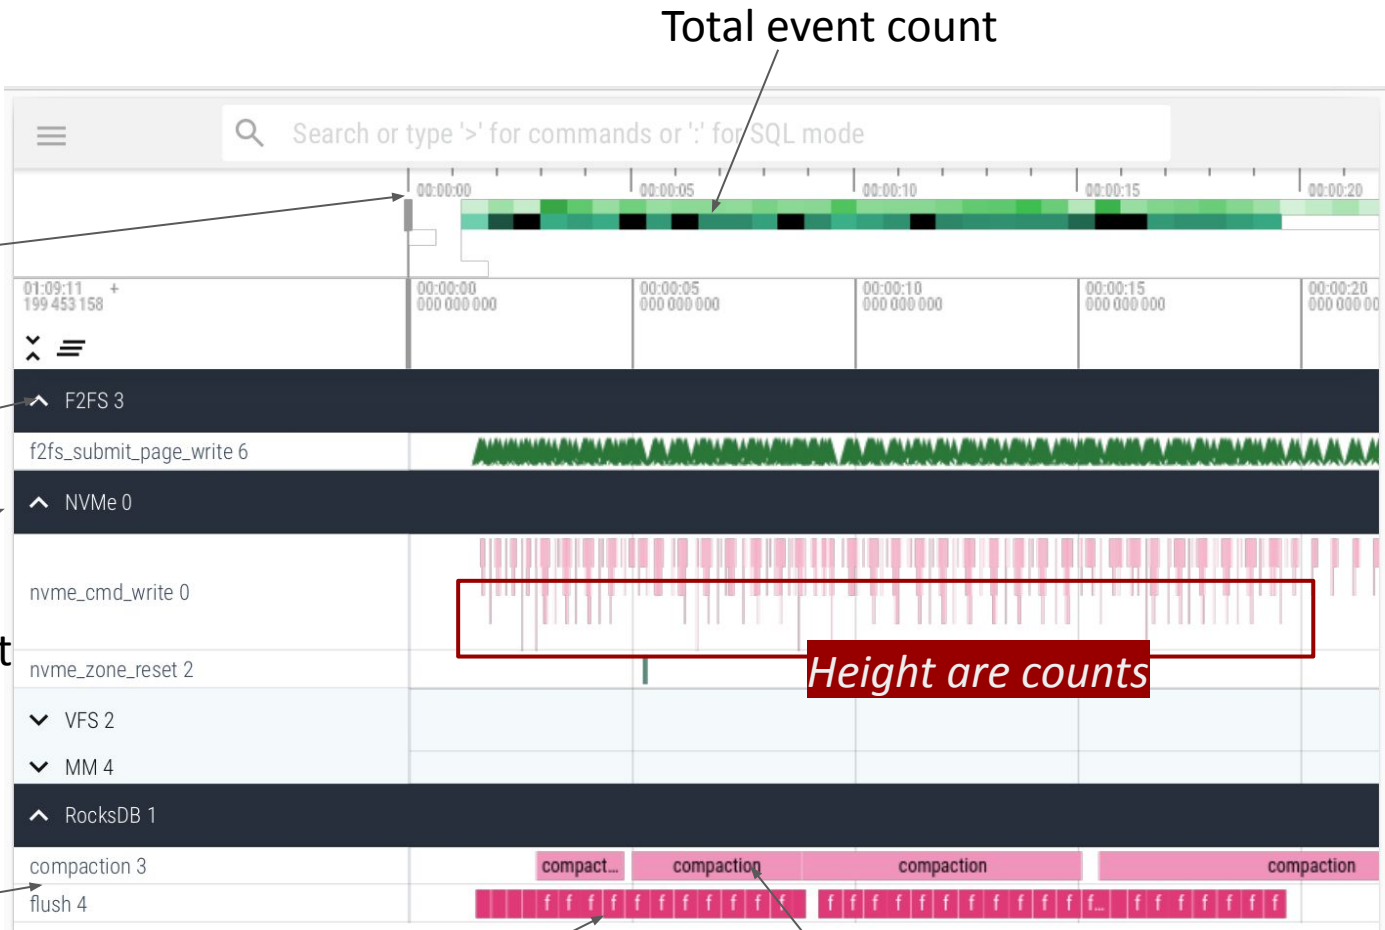 Total event count
Search or type '>' for commands or ':' for SQL mode
00:00:00 00:00:05 00:00:10 00:00:15 00:00:20
01:09:11 +
199 453 158
00:00:00 00:00:05 00:00:10 00:00:15 00:00:20
000 000 000 000 000 000 000 000 000 000 000 000 000 000 00
F2FS 3
f2fs_submit_page_write 6
NVMe 0
nvme_cmd_write 0
t
Height are counts
nvme_zone_reset 2
VFS 2
MM 4
RocksDB 1
compaction 3 compact... compaction compaction compaction
flush 4 f f f f f f f f f f f f f f f f f f f f f f f... f f f f f f f